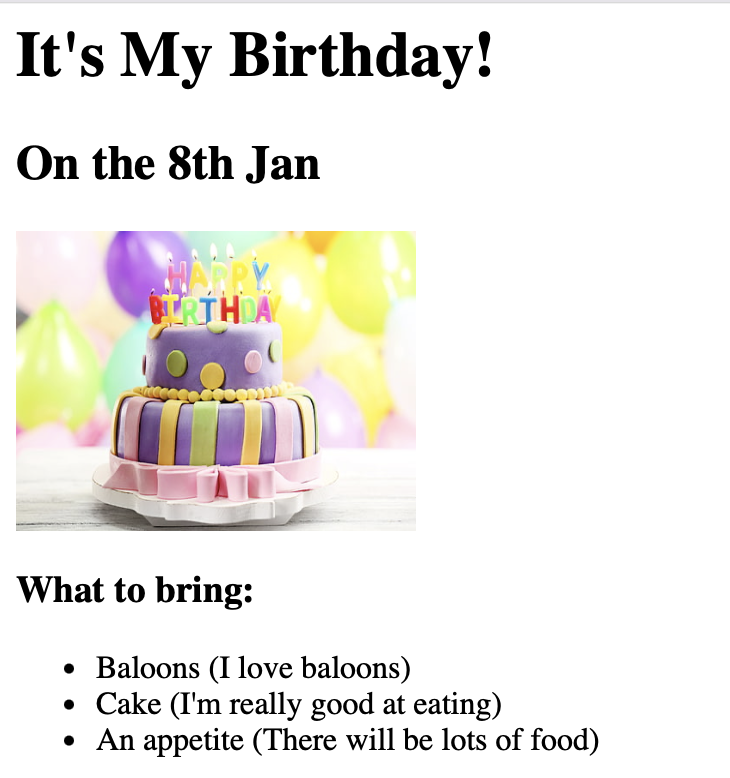 It's My Birthday!
On the 8th Jan
HAPPY
BIRTHDAY
What to bring:
Baloons (I love baloons)
Cake (I'm really good at eating)
An appetite (There will be lots of food)